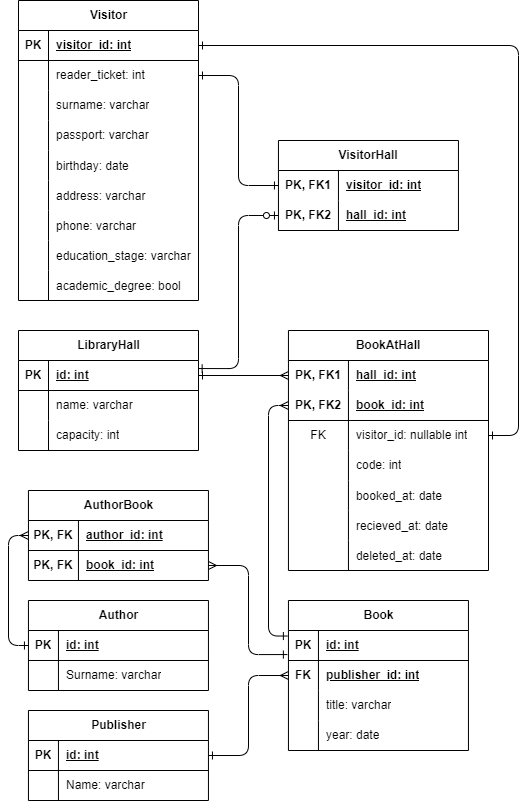 Visitor
PK visitor_id: int
reader_ticket: int
surname: varchar
passport: varchar
birthday: date
address: varchar
phone: varchar
education_stage: varchar
academic_degree: bool
VisitorHall
PK, FK1 visitor_id: int
PK, FK2 hall_id: int
LibraryHall
PK id: int
name: varchar
capacity: int
BookAtHall
PK, FK1 hall_id: int
PK, FK2 book_id: int
FK visitor_id: nullable int
code: int
booked_at: date
recieved_at: date
deleted_at: date
AuthorBook
PK, FK author_id: int
PK, FK book_id: int
Author
PK id: int
Surname: varchar
Book
PK id: int
FK publisher_id: int
title: varchar
year: date
Publisher
PK id: int
Name: varchar